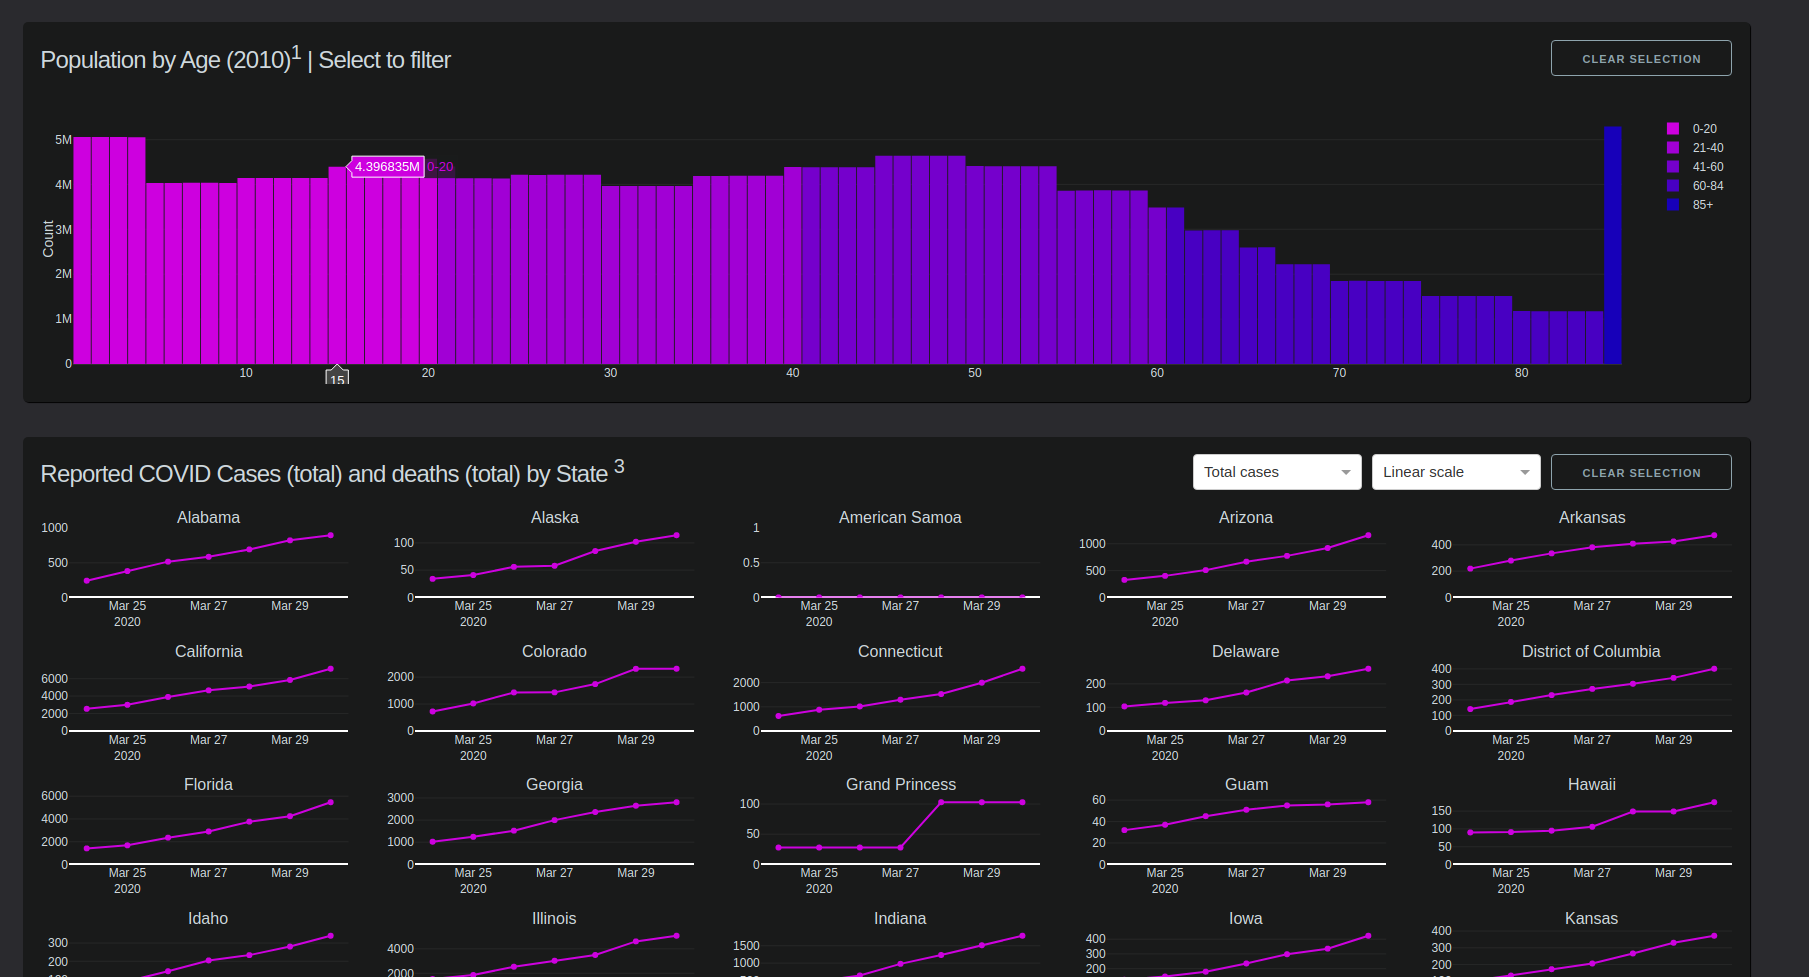 Population by Age (2010)1 | Select to filter
CLEAR SELECTION
5M
4M
3M
2M
1M
0
Count
4.396835M 0-20
10
15
20
30
40
50
60
70
80
0-20
21-40
41-60
60-84
85+
Reported COVID Cases (total) and deaths (total) by State 3
Total cases
Linear scale
CLEAR SELECTION
Alabama
1000
500
0
Mar 25
2020
Mar 27
Mar 29
Alaska
100
50
0
Mar 25
2020
Mar 27
Mar 29
American Samoa
1
0.5
0
Mar 25
2020
Mar 27
Mar 29
Arizona
1000
500
0
Mar 25
2020
Mar 27
Mar 29
Arkansas
400
200
0
Mar 25
2020
Mar 27
Mar 29
California
6000
4000
2000
0
Mar 25
2020
Mar 27
Mar 29
Colorado
2000
1000
0
Mar 25
2020
Mar 27
Mar 29
Connecticut
2000
1000
0
Mar 25
2020
Mar 27
Mar 29
Delaware
200
100
0
Mar 25
2020
Mar 27
Mar 29
District of Columbia
400
300
200
100
0
Mar 25
2020
Mar 27
Mar 29
Florida
6000
4000
2000
0
Mar 25
2020
Mar 27
Mar 29
Georgia
3000
2000
1000
0
Mar 25
2020
Mar 27
Mar 29
Grand Princess
100
50
0
Mar 25
2020
Mar 27
Mar 29
Guam
60
40
20
0
Mar 25
2020
Mar 27
Mar 29
Hawaii
150
100
50
0
Mar 25
2020
Mar 27
Mar 29
Idaho
300
200
Illinois
4000
2000
Indiana
1500
1000
Iowa
400
300
200
Kansas
400
300
200